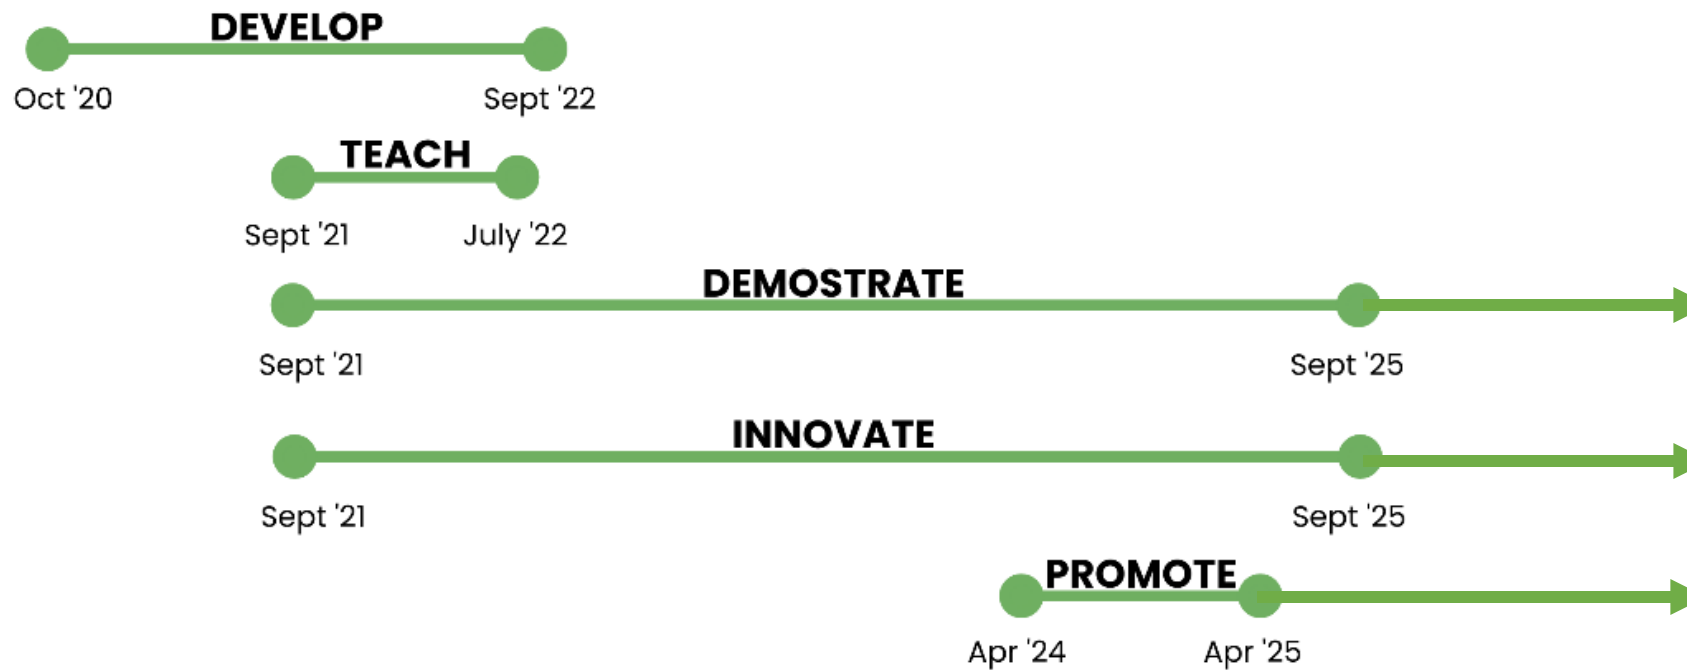 DEVELOP
Oct '20 Sept '22
TEACH
Sept '21 July '22
DEMOSTRATE
Sept '21 Sept '25
INNOVATE
Sept '21 Sept '25
PROMOTE
Apr '24 Apr '25